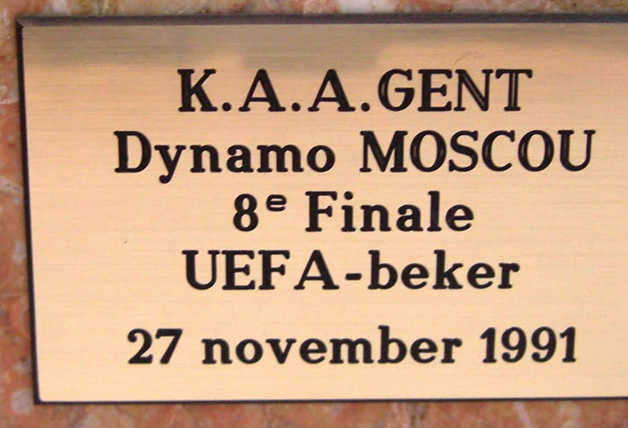 K.A.A.GENT
Dynamo MOSCOU
8e Finale
UEFA-beker
27 november 1991